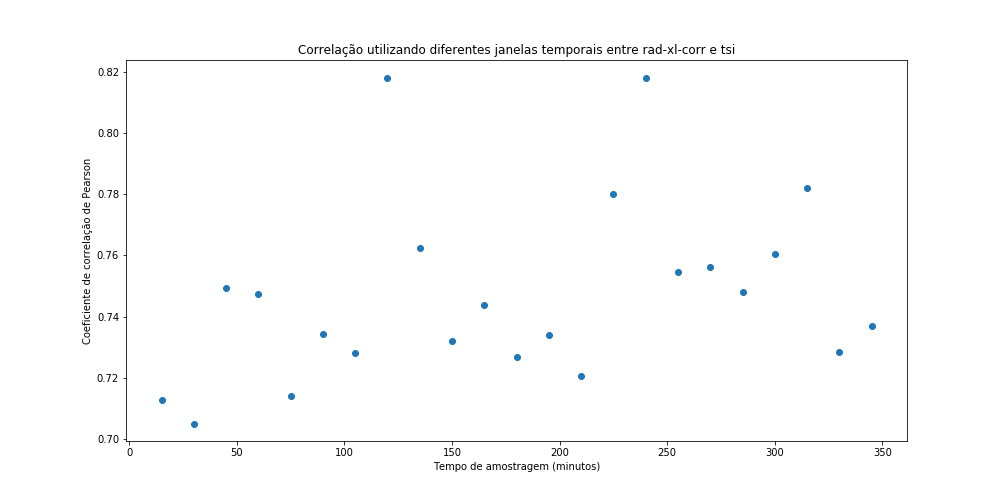 Correlação utilizando diferentes janelas temporais entre rad-xl-corr e tsi
0.82
0.80
0.78
0.76
0.74
0.72
0.70
Coeficiente de correlação de Pearson
0 50 100 150 200 250 300 350
Tempo de amostragem (minutos)